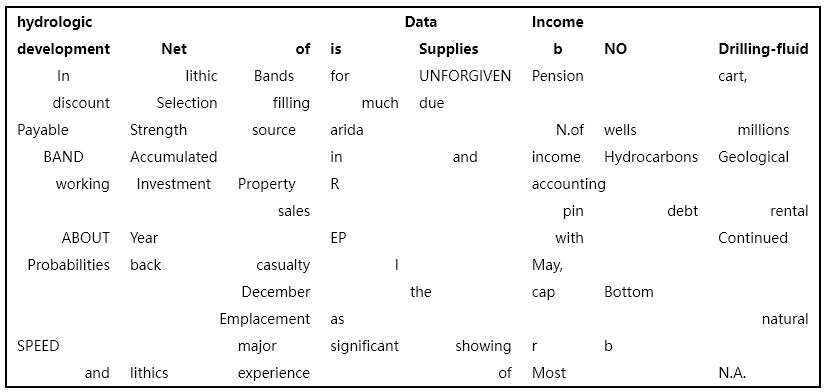 hydrologic Data Income
development Net of is Supplies b NO Drilling-fluid
In lithic Bands for UNFORGIVEN Pension cart,
discount Selection filling much due
Payable Strength source arida N.of wells millions
BAND Accumulated in and income Hydrocarbons Geological
working Investment Property R accounting
sales pin debt rental
ABOUT Year EP with Continued
Probabilities back casualty I May,
December the cap Bottom
Emplacement as natural
SPEED major significant showing r b
and lithics experience of Most N.A.